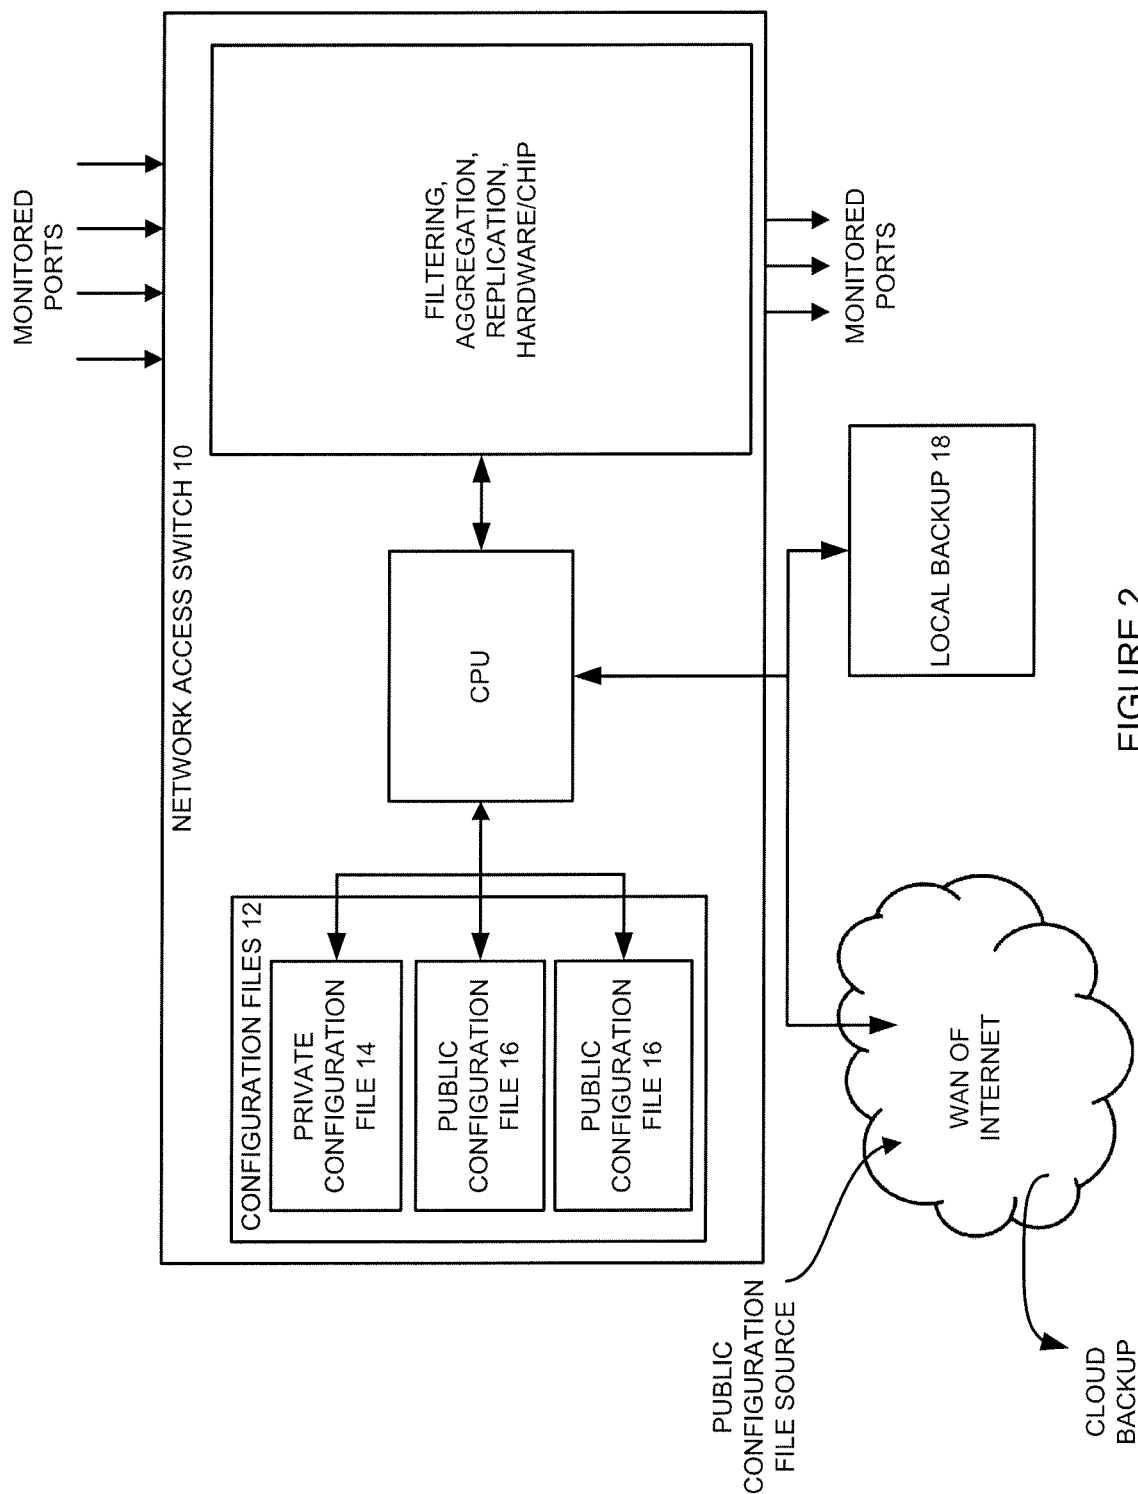 MONITORED
PORTS
NETWORK ACCESS SWITCH 10
FILTERING,
AGGREGATION,
REPLICATION,
HARDWARE/CHIP
CPU
CONFIGURATION FILES 12
PRIVATE
CONFIGURATION
FILE 14
PUBLIC
CONFIGURATION
FILE 16
PUBLIC
CONFIGURATION
FILE 16
MONITORED
PORTS
LOCAL BACKUP 18
WAN OF
INTERNET
PUBLIC
CONFIGURATION
FILE SOURCE
CLOUD
BACKUP
FIGURE 2